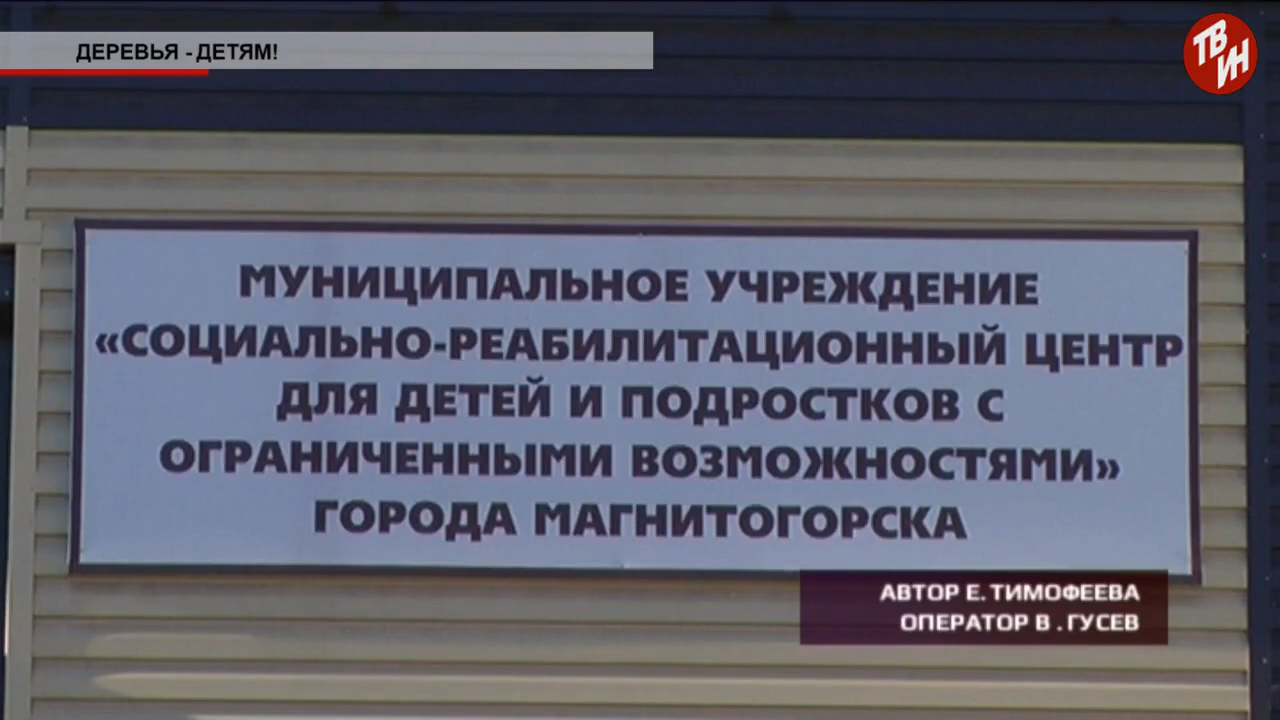 ДЕРЕВЬЯ - ДЕТЯМ!
ТВ
ИН
МУНИЦИПАЛЬНОЕ УЧРЕЖДЕНИЕ
«СОЦИАЛЬНО-РЕАБИЛИТАЦИОННЫЙ ЦЕНТР
ДЛЯ ДЕТЕЙ И ПОДРОСТКОВ С
ОГРАНИЧЕННЫМИ ВОЗМОЖНОСТЯМИ»
ГОРОДА МАГНИТОГОРСКА
АВТОР Е. ТИМОФЕЕВА
ОПЕРАТОР В . ГУСЕВ